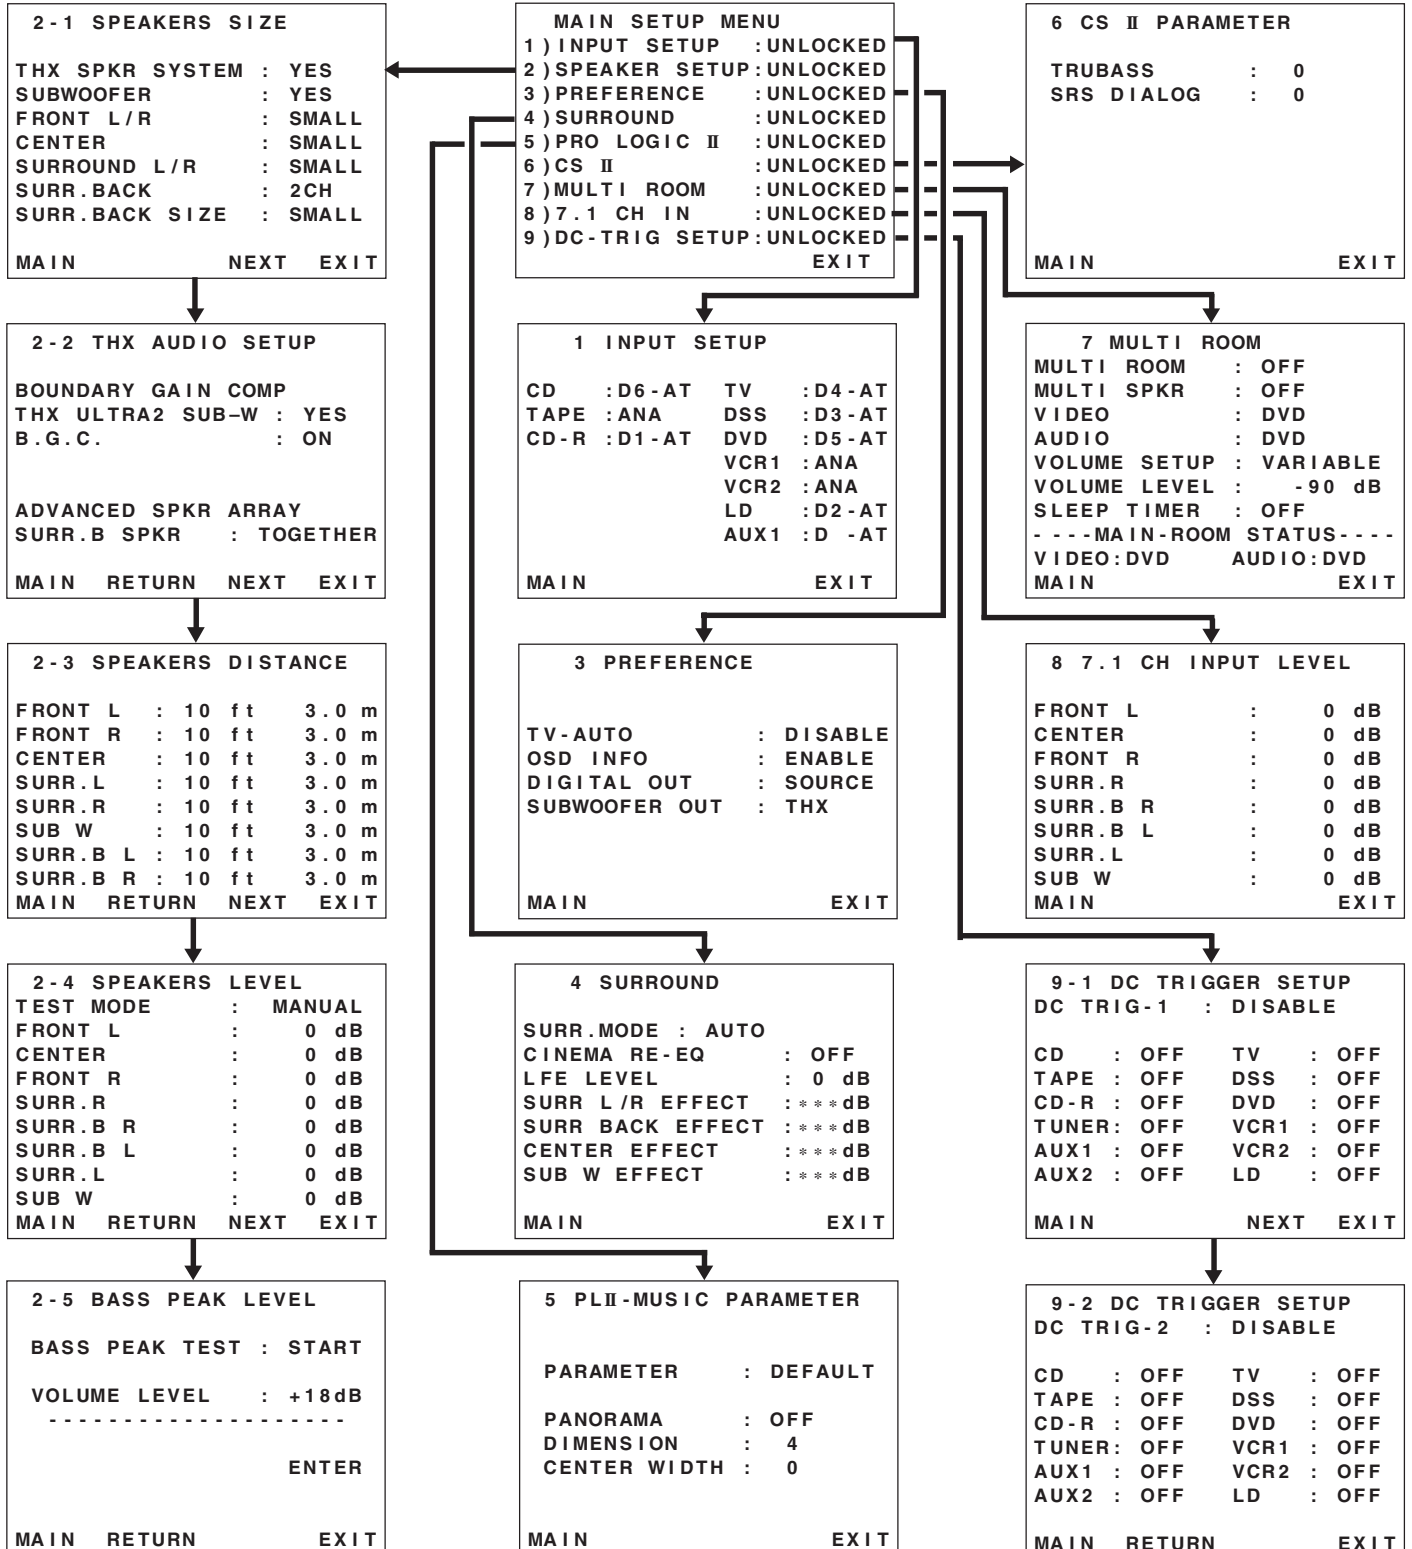 2-1 SPEAKERS SIZE
THX SPKR SYSTEM : YES
SUBWOOFER : YES
FRONT L/R : SMALL
CENTER : SMALL
SURROUND L/R : SMALL
SURR.BACK : 2CH
SURR.BACK SIZE : SMALL
MAIN NEXT EXIT
MAIN SETUP MENU
1)INPUT SETUP :UNLOCKED
2)SPEAKER SETUP:UNLOCKED
3)PREFERENCE :UNLOCKED
4)SURROUND :UNLOCKED
5)PRO LOGIC II :UNLOCKED
6)CS II :UNLOCKED
7)MULTI ROOM :UNLOCKED
8)7.1 CH IN :UNLOCKED
9)DC-TRIG SETUP:UNLOCKED
EXIT
6 CS II PARAMETER
TRUBASS : 0
SRS DIALOG : 0
MAIN EXIT
2-2 THX AUDIO SETUP
BOUNDARY GAIN COMP
THX ULTRA2 SUB–W : YES
B.G.C. : ON
ADVANCED SPKR ARRAY
SURR.B SPKR : TOGETHER
MAIN RETURN NEXT EXIT
1 INPUT SETUP
CD :D6-AT TV :D4-AT
TAPE :ANA DSS :D3-AT
CD-R :D1-AT DVD :D5-AT
VCR1 :ANA
VCR2 :ANA
LD :D2-AT
AUX1 :D -AT
MAIN EXIT
7 MULTI ROOM
MULTI ROOM : OFF
MULTI SPKR : OFF
VIDEO : DVD
AUDIO : DVD
VOLUME SETUP : VARIABLE
VOLUME LEVEL : -90 dB
SLEEP TIMER : OFF
----MAIN-ROOM STATUS----
VIDEO:DVD AUDIO:DVD
MAIN EXIT
2-3 SPEAKERS DISTANCE
FRONT L : 10 ft 3.0 m
FRONT R : 10 ft 3.0 m
CENTER : 10 ft 3.0 m
SURR.L : 10 ft 3.0 m
SURR.R : 10 ft 3.0 m
SUB W : 10 ft 3.0 m
SURR.B L : 10 ft 3.0 m
SURR.B R : 10 ft 3.0 m
MAIN RETURN NEXT EXIT
3 PREFERENCE
TV-AUTO : DISABLE
OSD INFO : ENABLE
DIGITAL OUT : SOURCE
SUBWOOFER OUT : THX
MAIN EXIT
8 7.1 CH INPUT LEVEL
FRONT L : 0 dB
CENTER : 0 dB
FRONT R : 0 dB
SURR.R : 0 dB
SURR.B R : 0 dB
SURR.B L : 0 dB
SURR.L : 0 dB
SUB W : 0 dB
MAIN EXIT
2-4 SPEAKERS LEVEL
TEST MODE : MANUAL
FRONT L : 0 dB
CENTER : 0 dB
FRONT R : 0 dB
SURR.R : 0 dB
SURR.B R : 0 dB
SURR.B L : 0 dB
SURR.L : 0 dB
SUB W : 0 dB
MAIN RETURN NEXT EXIT
4 SURROUND
SURR.MODE : AUTO
CINEMA RE-EQ : OFF
LFE LEVEL : 0 dB
SURR L/R EFFECT :***dB
SURR BACK EFFECT :***dB
CENTER EFFECT :***dB
SUB W EFFECT :***dB
MAIN EXIT
9-1 DC TRIGGER SETUP
DC TRIG-1 : DISABLE
CD : OFF TV : OFF
TAPE : OFF DSS : OFF
CD-R : OFF DVD : OFF
TUNER: OFF VCR1 : OFF
AUX1 : OFF VCR2 : OFF
AUX2 : OFF LD : OFF
MAIN NEXT EXIT
2-5 BASS PEAK LEVEL
BASS PEAK TEST : START
VOLUME LEVEL : +18dB
--------------------
ENTER
MAIN RETURN EXIT
5 PLII-MUSIC PARAMETER
PARAMETER : DEFAULT
PANORAMA : OFF
DIMENSION : 4
CENTER WIDTH : 0
MAIN EXIT
9-2 DC TRIGGER SETUP
DC TRIG-2 : DISABLE
CD : OFF TV : OFF
TAPE : OFF DSS : OFF
CD-R : OFF DVD : OFF
TUNER: OFF VCR1 : OFF
AUX1 : OFF VCR2 : OFF
AUX2 : OFF LD : OFF
MAIN RETURN EXIT